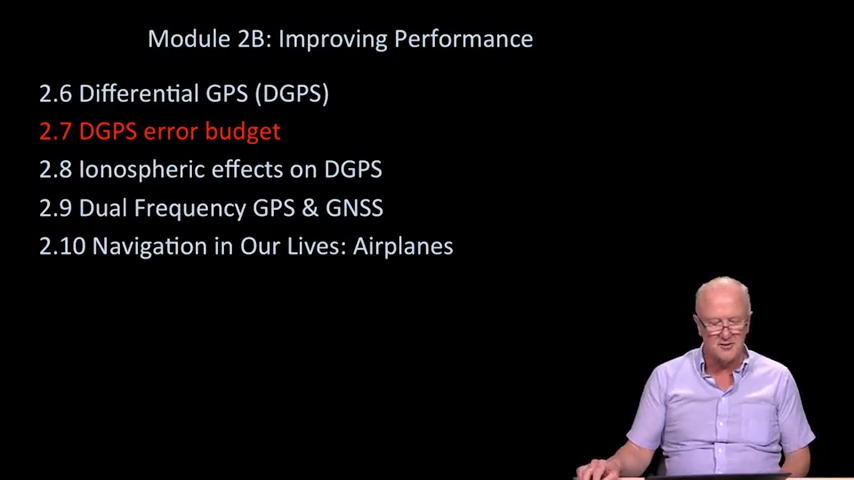 Module 2B: Improving Performance
2.6 Differential GPS (DGPS)
2.7 DGPS error budget
2.8 Ionospheric effects on DGPS
2.9 Dual Frequency GPS & GNSS
2.10 Navigation in Our Lives: Airplanes